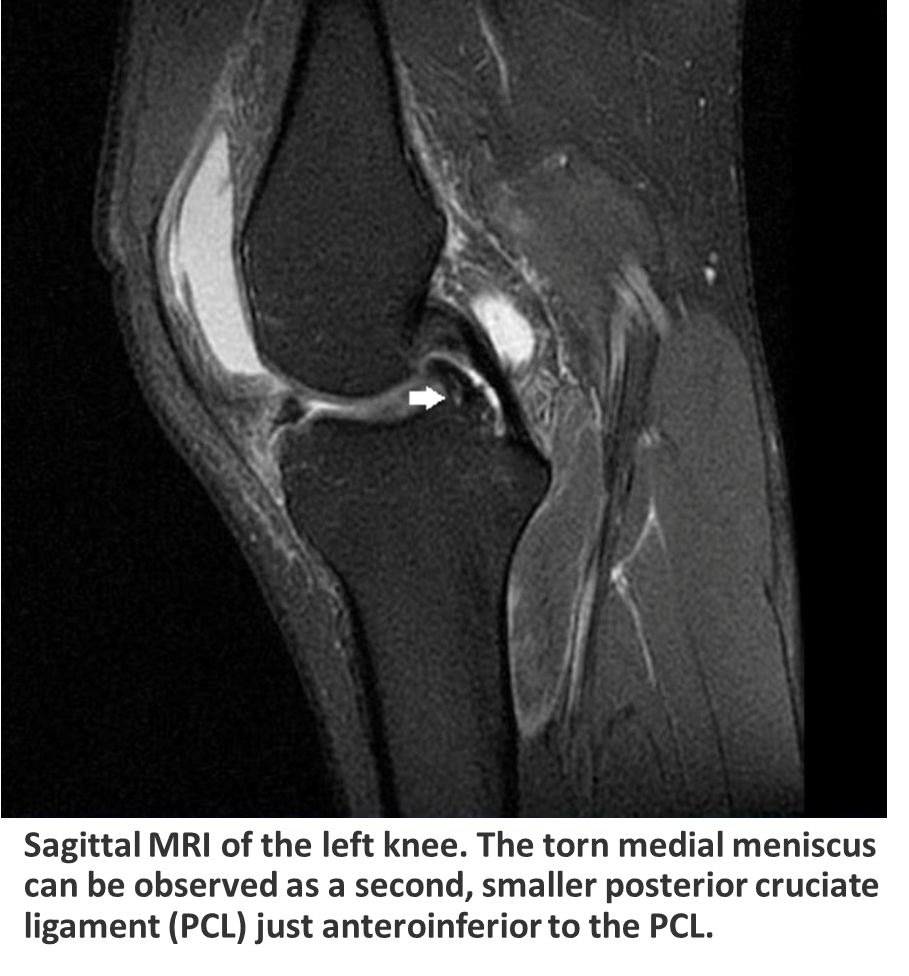 Sagittal MRI of the left knee. The torn medial meniscus
can be observed as a second, smaller posterior cruciate
ligament (PCL) just anteroinferior to the PCL.